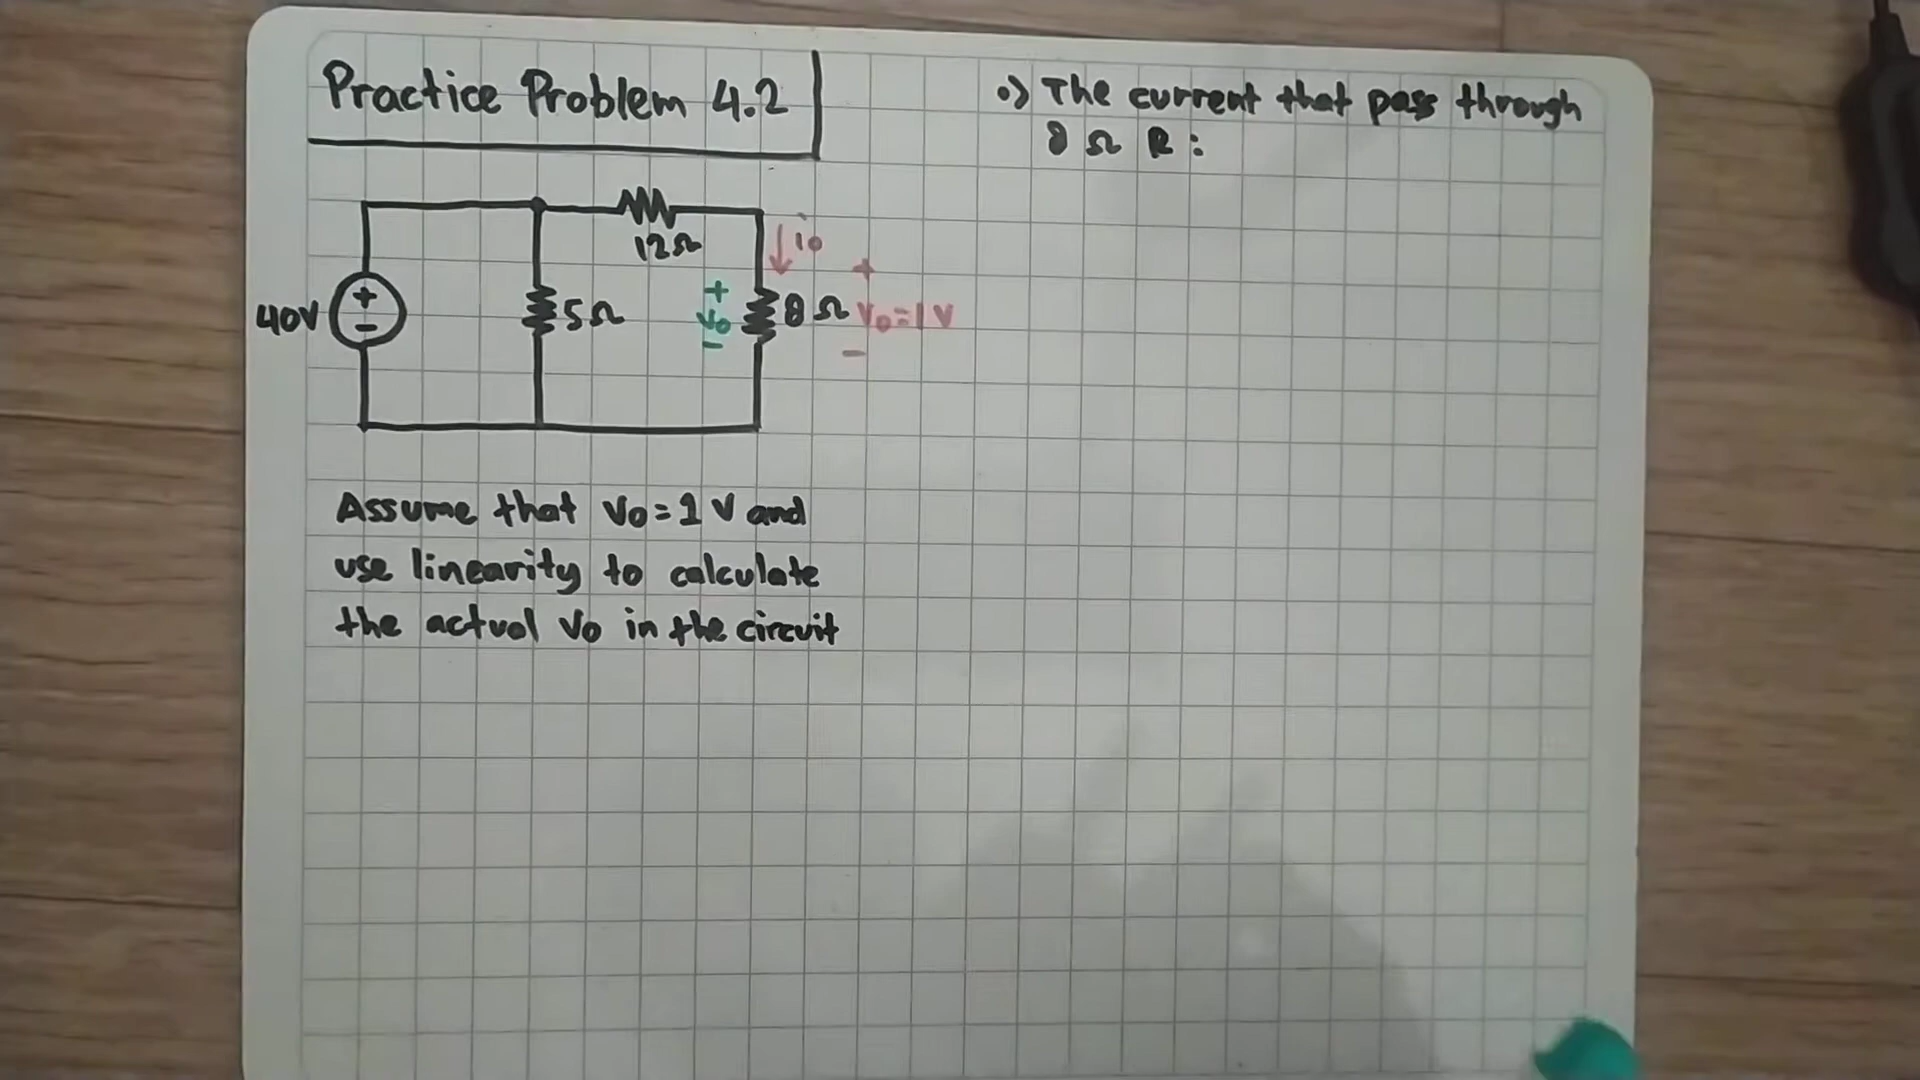 Practice Problem 4.2
40V
12Ω
5Ω
+
Vo
-
8Ω
io
+
Vo=1V
-
Assume that Vo=1 V and
use linearity to calculate
the actual Vo in the circuit
•) The current that pass through
8 Ω R: